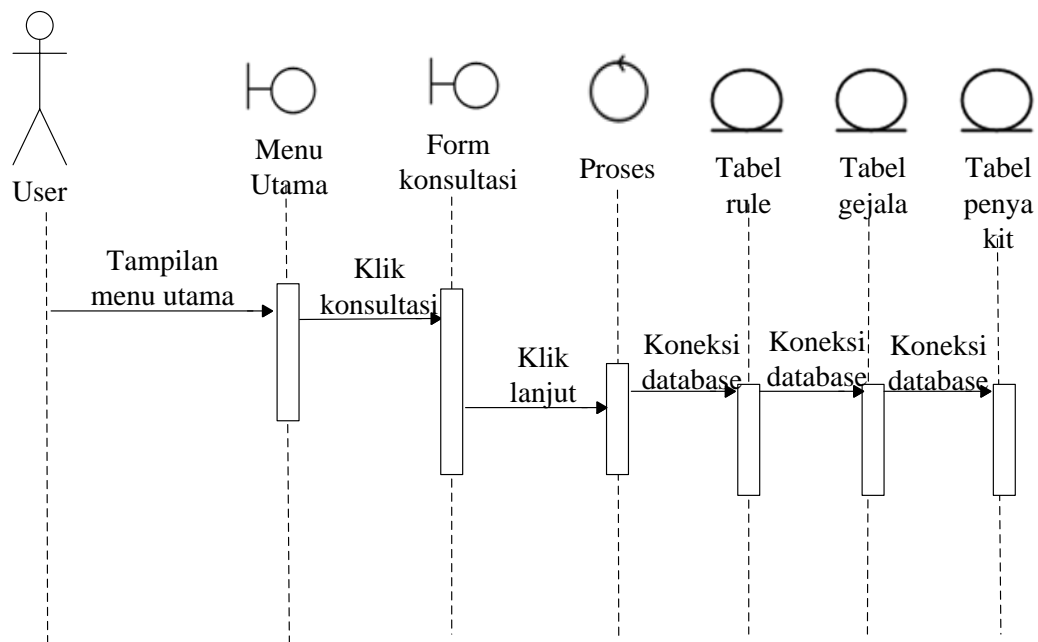 User
Menu
Utama
Form
konsultasi
Proses
Tabel
rule
Tabel
gejala
Tabel
penya
kit
Tampilan
menu utama
Klik
konsultasi
Klik
lanjut
Koneksi
database
Koneksi
database
Koneksi
database